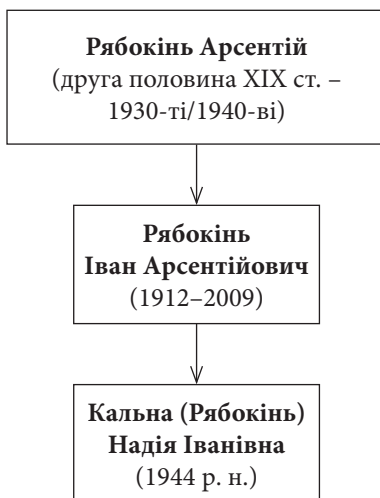 Рябокінь Арсентій
(друга половина ХІХ ст. –
1930-ті/1940-ві)
Рябокінь
Іван Арсентійович
(1912–2009)
Кальна (Рябокінь)
Надія Іванівна
(1944 р. н.)